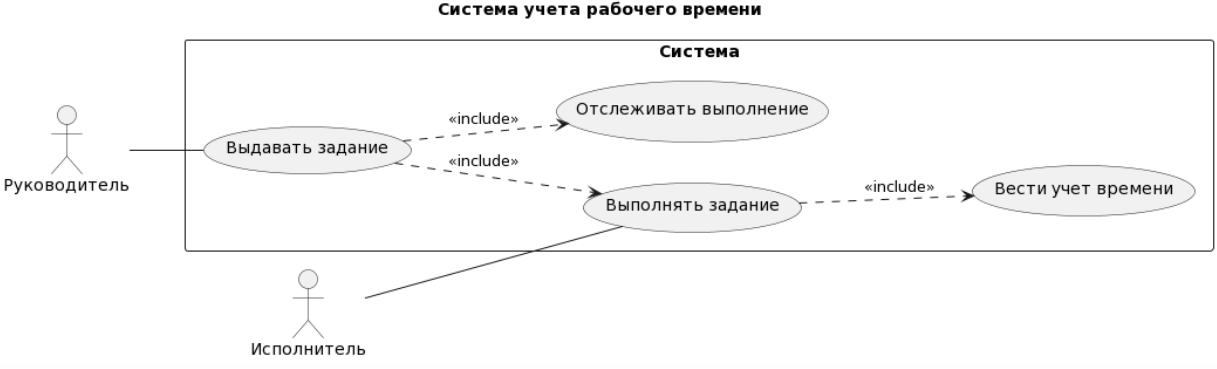 Система учета рабочего времени
Система
Отслеживать выполнение
«include»
Выдавать задание
«include»
Руководитель
«include»
Вести учет времени
Выполнять задание
Исполнитель